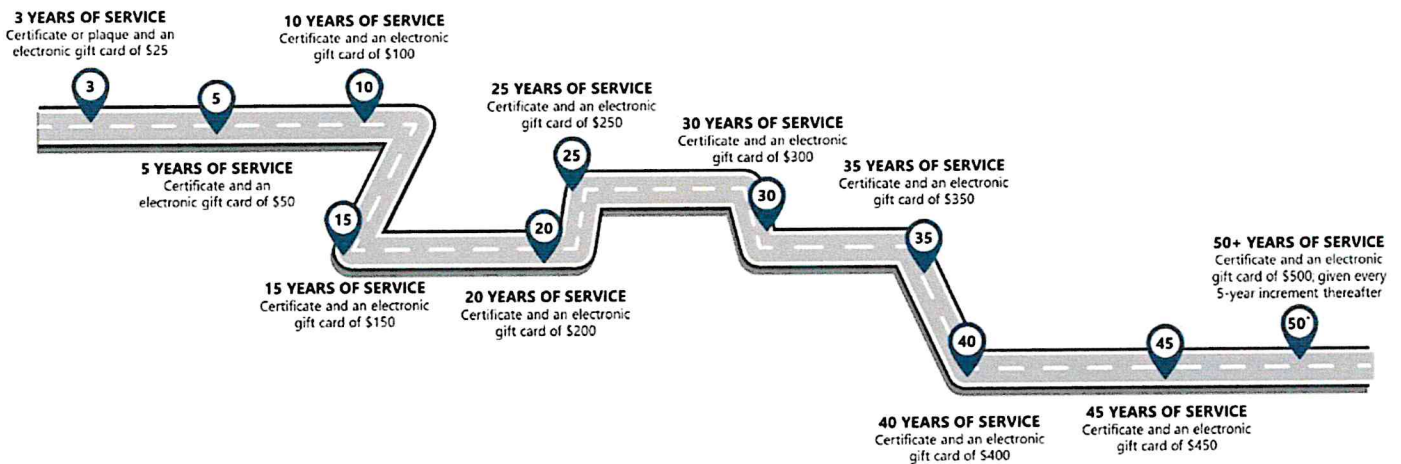 3 YEARS OF SERVICE
Certificate or plaque and an
electronic gift card of $25
3
5
5 YEARS OF SERVICE
Certificate and an
electronic gift card of $50
10 YEARS OF SERVICE
Certificate and an electronic
gift card of $100
10
15
15 YEARS OF SERVICE
Certificate and an electronic
gift card of $150
20
20 YEARS OF SERVICE
Certificate and an electronic
gift card of $200
25 YEARS OF SERVICE
Certificate and an electronic
gift card of $250
25
30 YEARS OF SERVICE
Certificate and an electronic
gift card of $300
30
35 YEARS OF SERVICE
Certificate and an electronic
gift card of $350
35
40
40 YEARS OF SERVICE
Certificate and an electronic
gift card of $400
45
45 YEARS OF SERVICE
Certificate and an electronic
gift card of $450
50+ YEARS OF SERVICE
Certificate and an electronic
gift card of $500, given every
5-year increment thereafter
50+